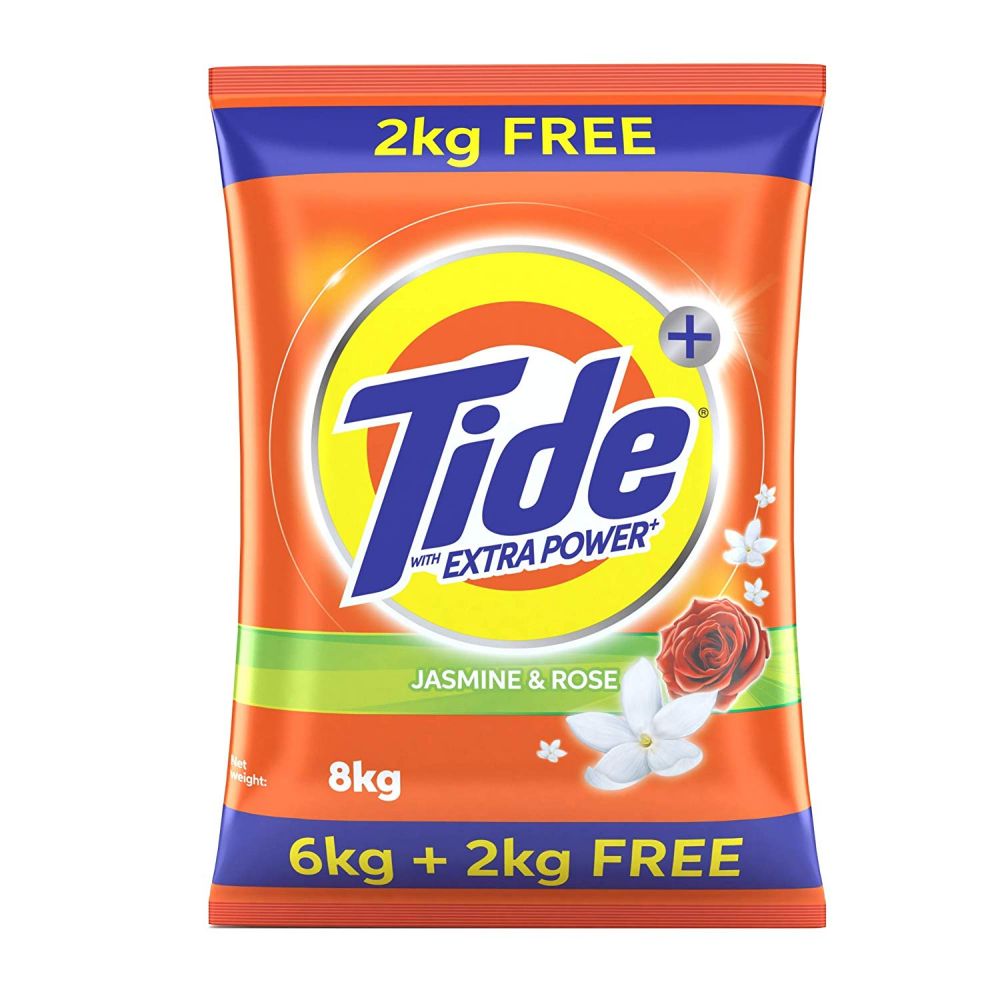 2kg FREE
+
Tide®
WITH EXTRA POWER+
JASMINE & ROSE
Net
weight:
8kg
6kg + 2kg FREE